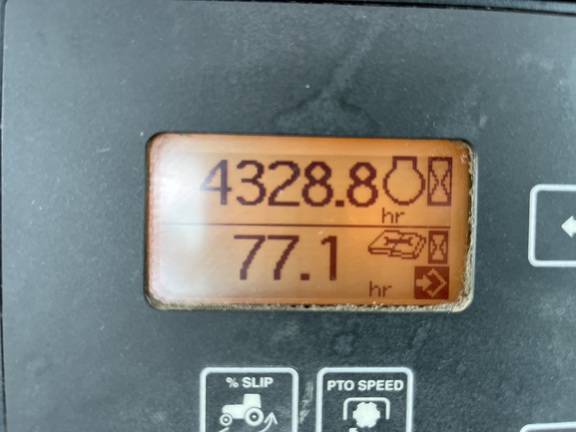 4328.8
hr
77.1
hr
% SLIP
PTO SPEED